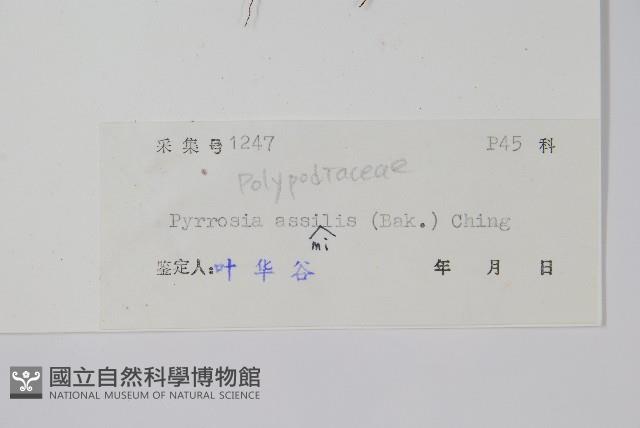 采集号1247 P45 科
Polypodiaceae
Pyrrosia assilis (Bak.) Ching
mi
鉴定人:叶华谷 年 月 日
國立自然科學博物館
NATIONAL MUSEUM OF NATURAL SCIENCE